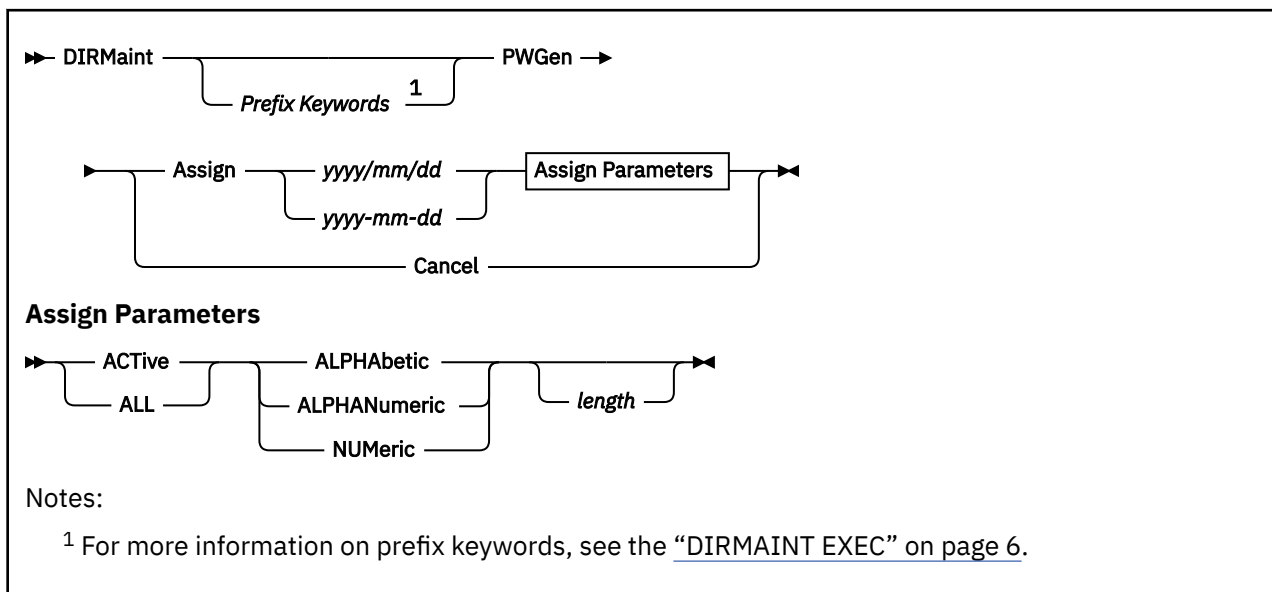 DIRMaint PWGen
Prefix Keywords 1
Assign yyyy/mm/dd Assign Parameters
yyyy-mm-dd
Cancel
Assign Parameters
ACTive ALPHAbetic
ALL ALPHANumeric length
NUMeric
Notes:
1 For more information on prefix keywords, see the “DIRMAINT EXEC” on page 6.